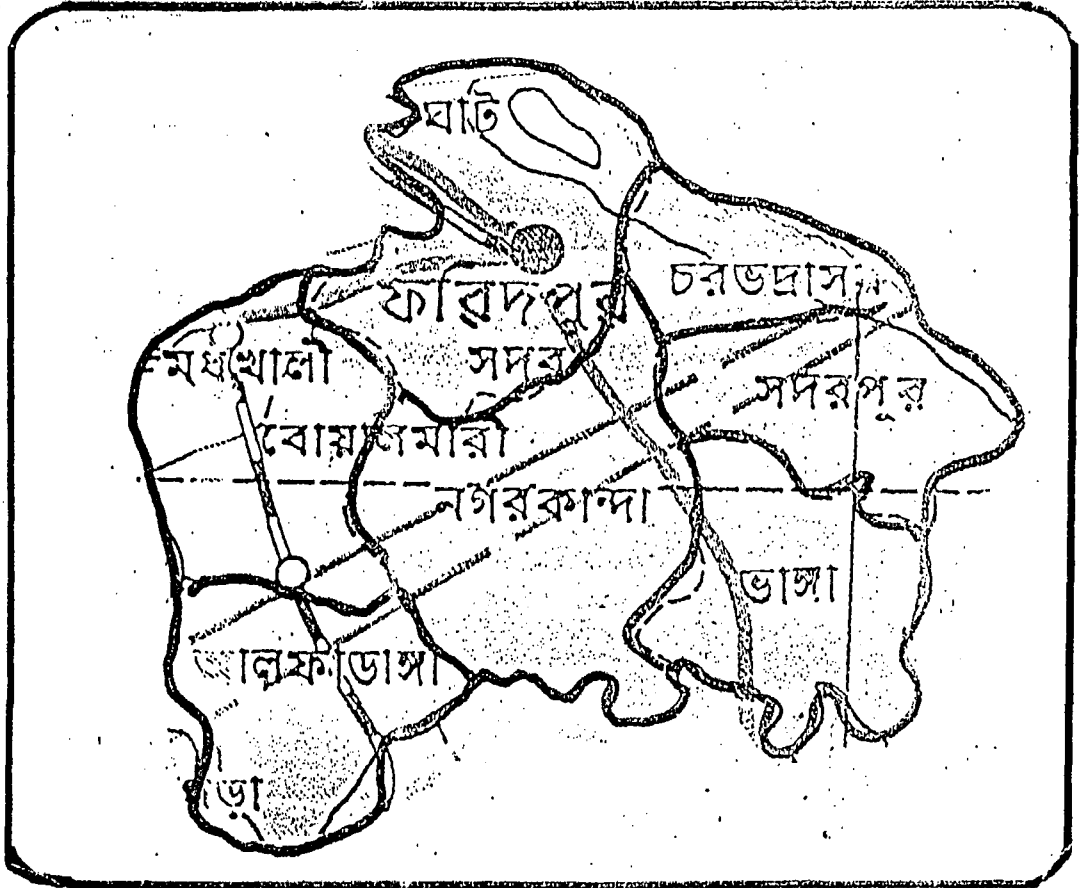 ঘাট
চরভদ্রাসন
ফরিদপুর
সদর
মধুখালী
সদরপুর
বোয়ালমারী
নগরকান্দা
ভাঙ্গা
আলফাডাঙ্গা